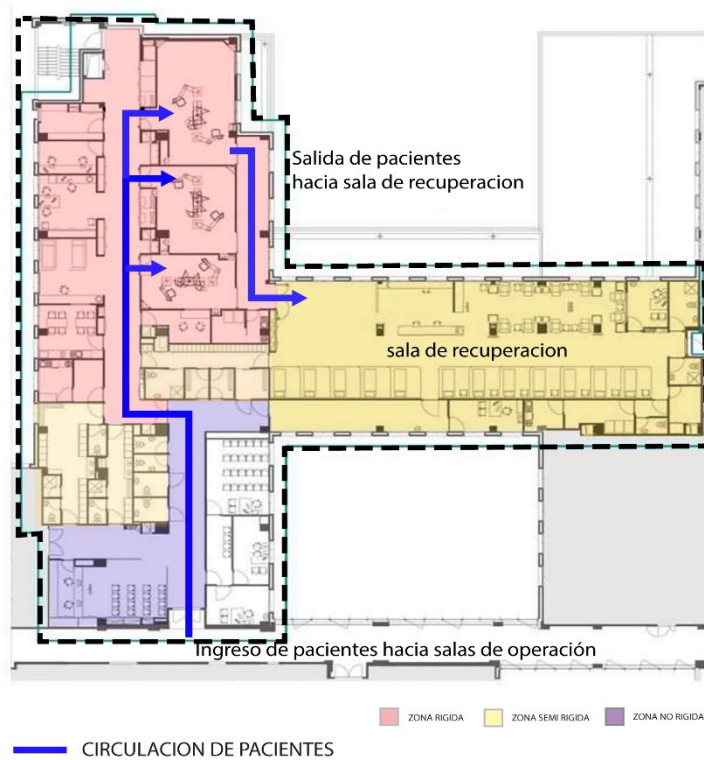 Salida de pacientes
hacia sala de recuperacion
sala de recuperacion
Ingreso de pacientes hacia salas de operación
ZONA RIGIDA
ZONA SEMI RIGIDA
ZONA NO RIGIDA
CIRCULACION DE PACIENTES